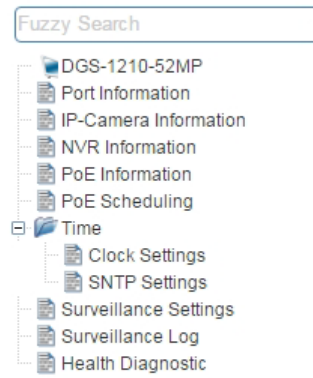 Fuzzy Search
DGS-1210-52MP
Port Information
IP-Camera Information
NVR Information
PoE Information
PoE Scheduling
Time
Clock Settings
SNTP Settings
Surveillance Settings
Surveillance Log
Health Diagnostic